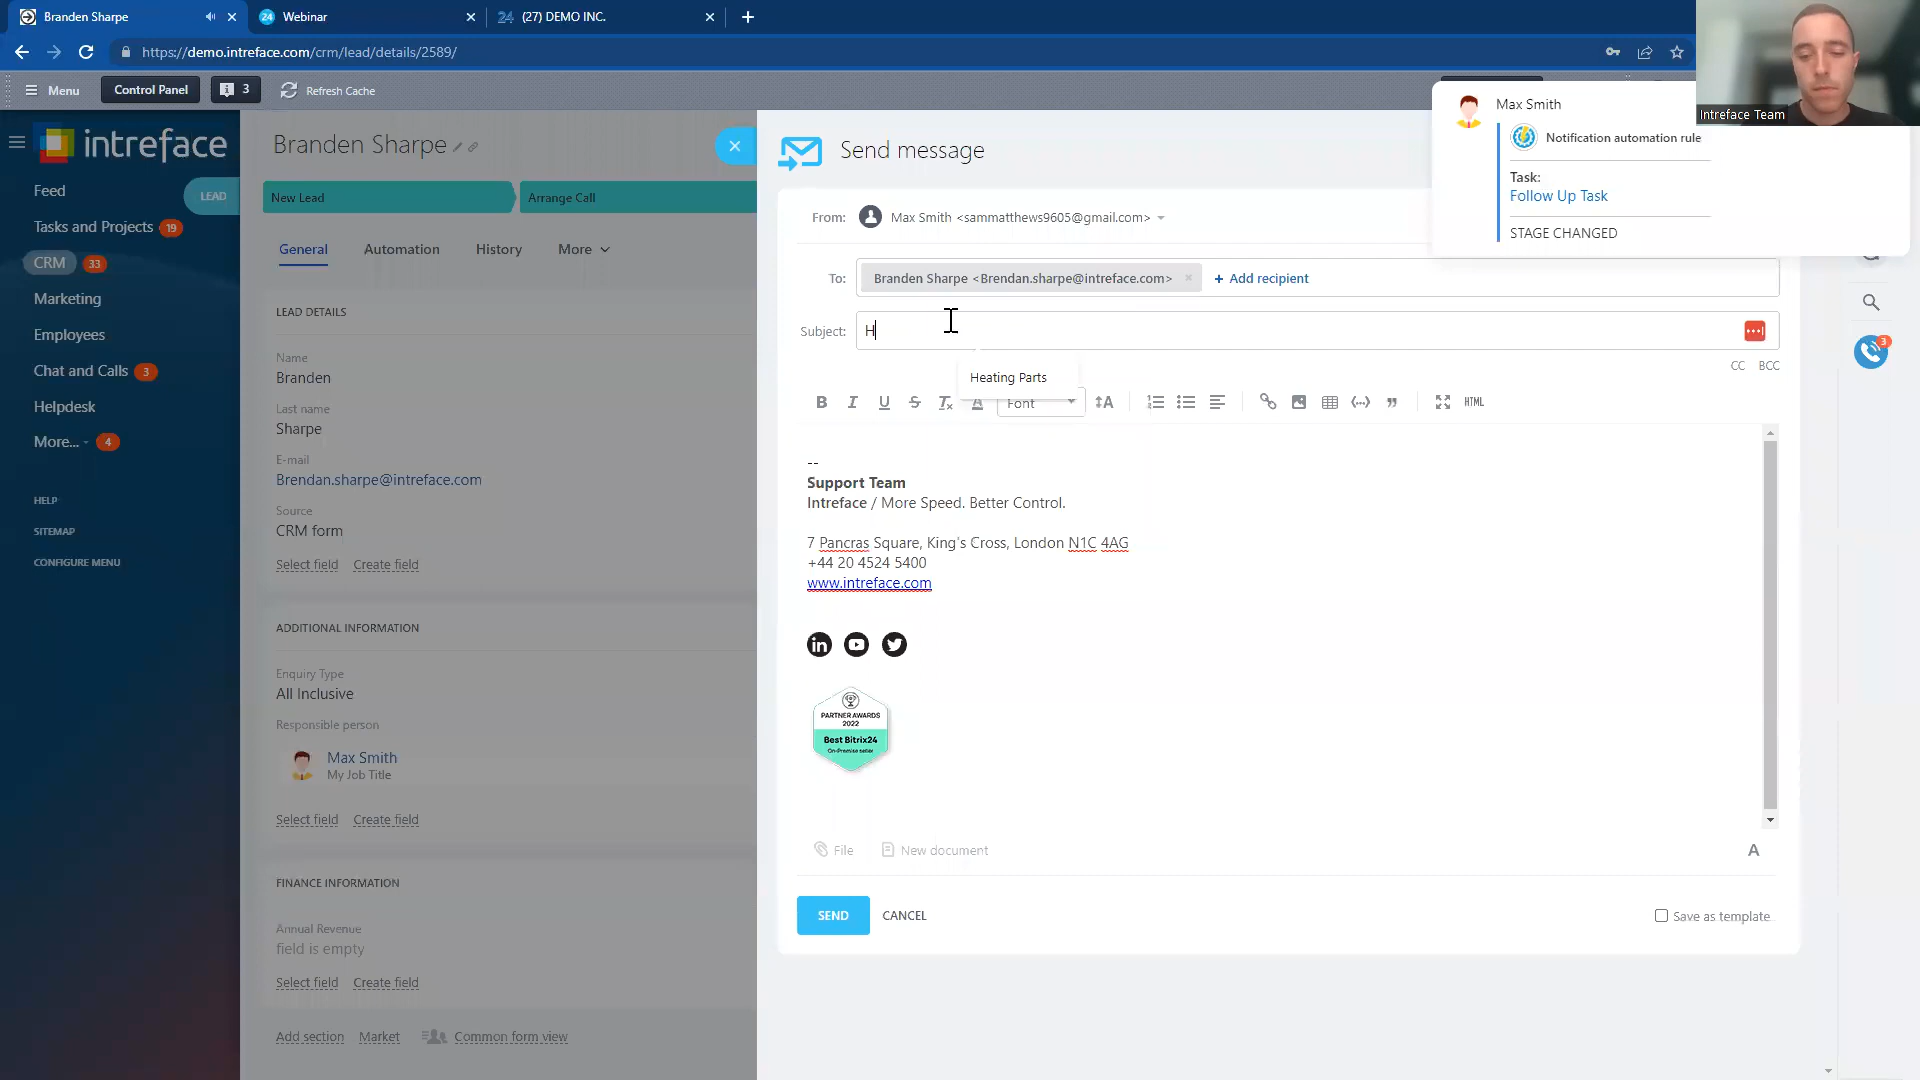 Branden Sharpe
24 Webinar
24 (27) DEMO INC.
https://demo.intreface.com/crm/lead/details/2589/
Menu
Control Panel
3
Refresh Cache
Intreface Team
intreface
Feed
Tasks and Projects 19
CRM 33
Marketing
Employees
Chat and Calls 3
Helpdesk
More... 4
HELP
SITEMAP
CONFIGURE MENU
LEAD
Branden Sharpe
New Lead
Arrange Call
General
Automation
History
More
LEAD DETAILS
Name
Branden
Last name
Sharpe
E-mail
Brendan.sharpe@intreface.com
Source
CRM form
Select field Create field
ADDITIONAL INFORMATION
Enquiry Type
All Inclusive
Responsible person
Max Smith
My Job Title
Select field Create field
FINANCE INFORMATION
Annual Revenue
field is empty
Select field Create field
Add section Market Common form view
Send message
From: Max Smith <sammatthews9605@gmail.com>
To: Branden Sharpe <Brendan.sharpe@intreface.com> × + Add recipient
Subject: H
Heating Parts
CC BCC
B I U S Tx A Font A HTML
--
Support Team
Intreface / More Speed. Better Control.
7 Pancras Square, King's Cross, London N1C 4AG
+44 20 4524 5400
www.intreface.com
in
PARTNER AWARDS
2022
Best Bitrix24
On-Premise seller
File New document A
SEND CANCEL
Save as template
Max Smith
Notification automation rule
Task:
Follow Up Task
STAGE CHANGED
3